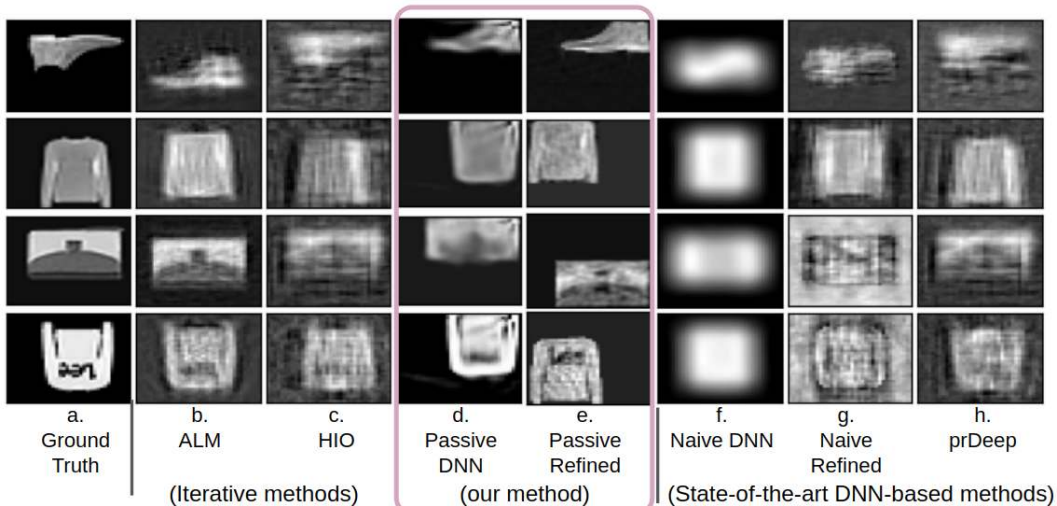 Lee
a.
Ground
Truth
b.
ALM
c.
HIO
(Iterative methods)
d.
Passive
DNN
e.
Passive
Refined
(our method)
f.
Naive DNN
g.
Naive
Refined
h.
prDeep
(State-of-the-art DNN-based methods)